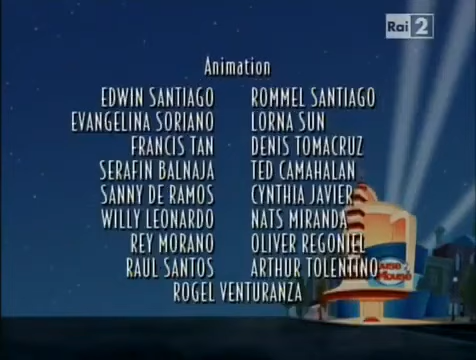 Rai 2
Animation
EDWIN SANTIAGO ROMMEL SANTIAGO
EVANGELINA SORIANO LORNA SUN
FRANCIS TAN DENIS TOMACRUZ
SERAFIN BALNAJA TED CAMAHALAN
SANNY DE RAMOS CYNTHIA JAVIER
WILLY LEONARDO NATS MIRANDA
REY MORANO OLIVER REGONIEL
RAUL SANTOS ARTHUR TOLENTINO
ROGEL VENTURANZA
Mouse